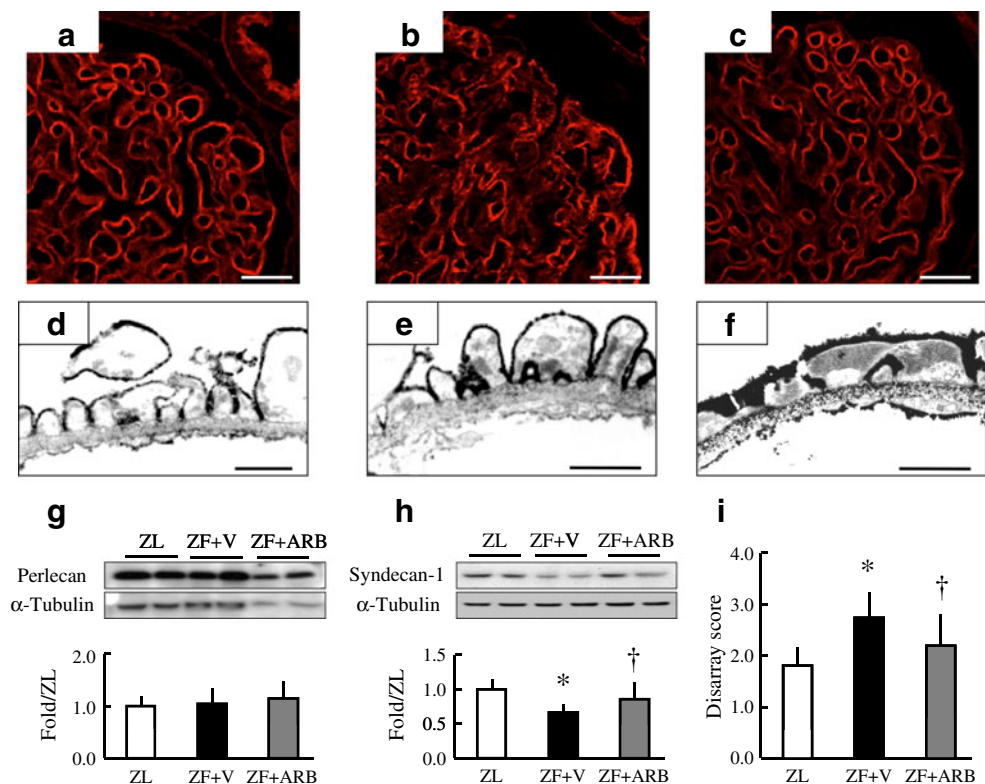 a
b
c
d
e
f
g
ZL ZF+V ZF+ARB
Perlecan
α-Tubulin
Fold/ZL
2.0
1.0
0.0
ZL ZF+V ZF+ARB
h
ZL ZF+V ZF+ARB
Syndecan-1
α-Tubulin
Fold/ZL
1.5
1.0
0.5
0.0
*
†
ZL ZF+V ZF+ARB
i
Disarray score
4.0
3.0
2.0
1.0
0.0
*
†
ZL ZF+V ZF+ARB